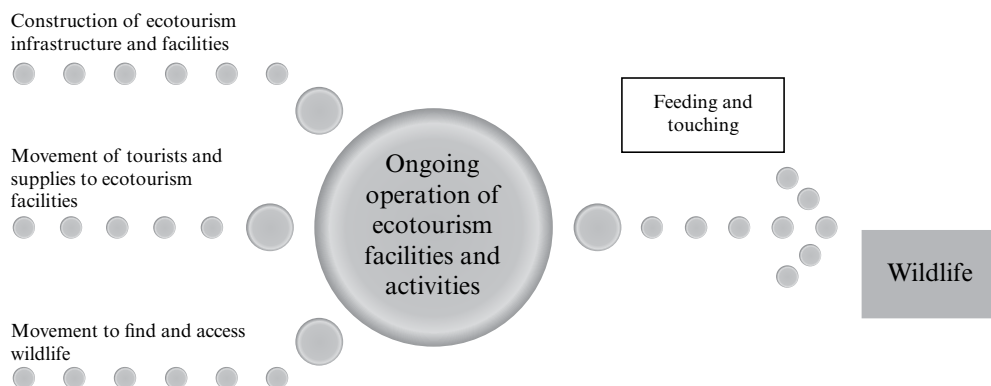 Construction of ecotourism
infrastructure and facilities
Movement of tourists and
supplies to ecotourism
facilities
Movement to find and access
wildlife
Ongoing
operation of
ecotourism
facilities and
activities
Feeding and
touching
Wildlife